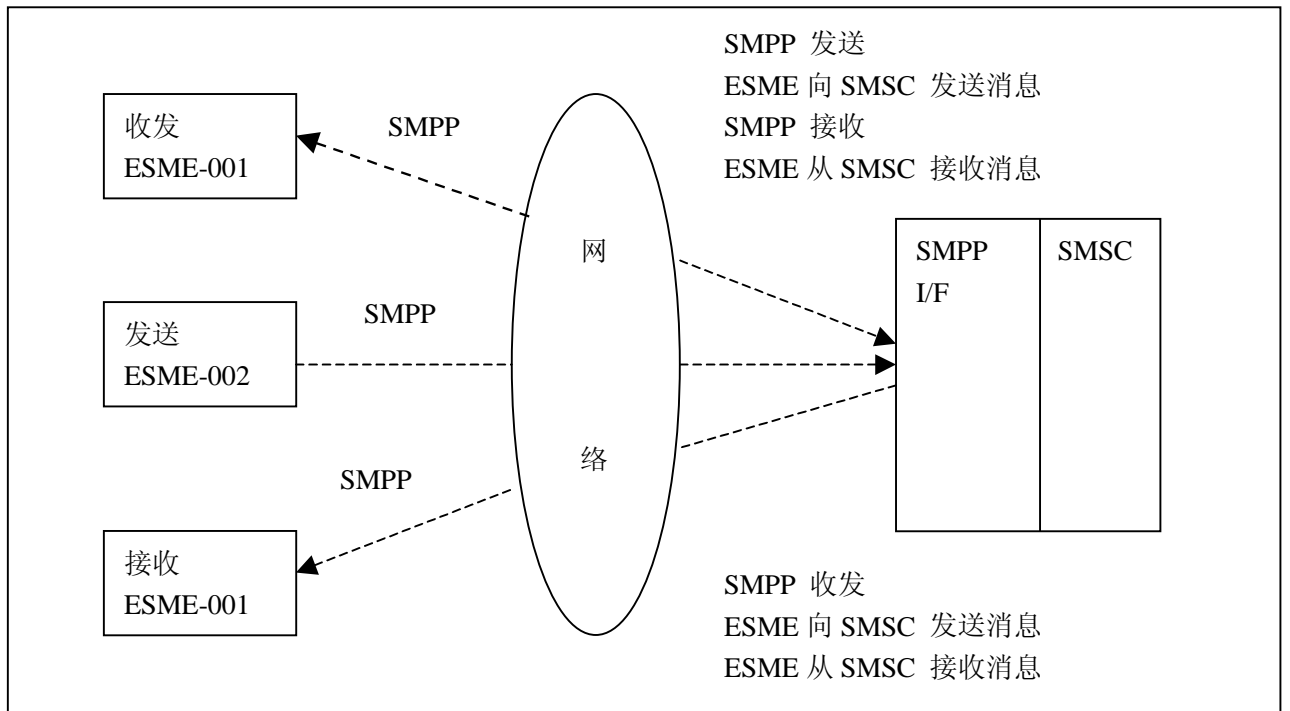 SMPP 发送
ESME 向 SMSC 发送消息
SMPP 接收
ESME 从 SMSC 接收消息
收发
ESME-001
SMPP
网
络
SMPP
I/F
SMSC
发送
ESME-002
SMPP
SMPP
接收
ESME-001
SMPP 收发
ESME 向 SMSC 发送消息
ESME 从 SMSC 接收消息